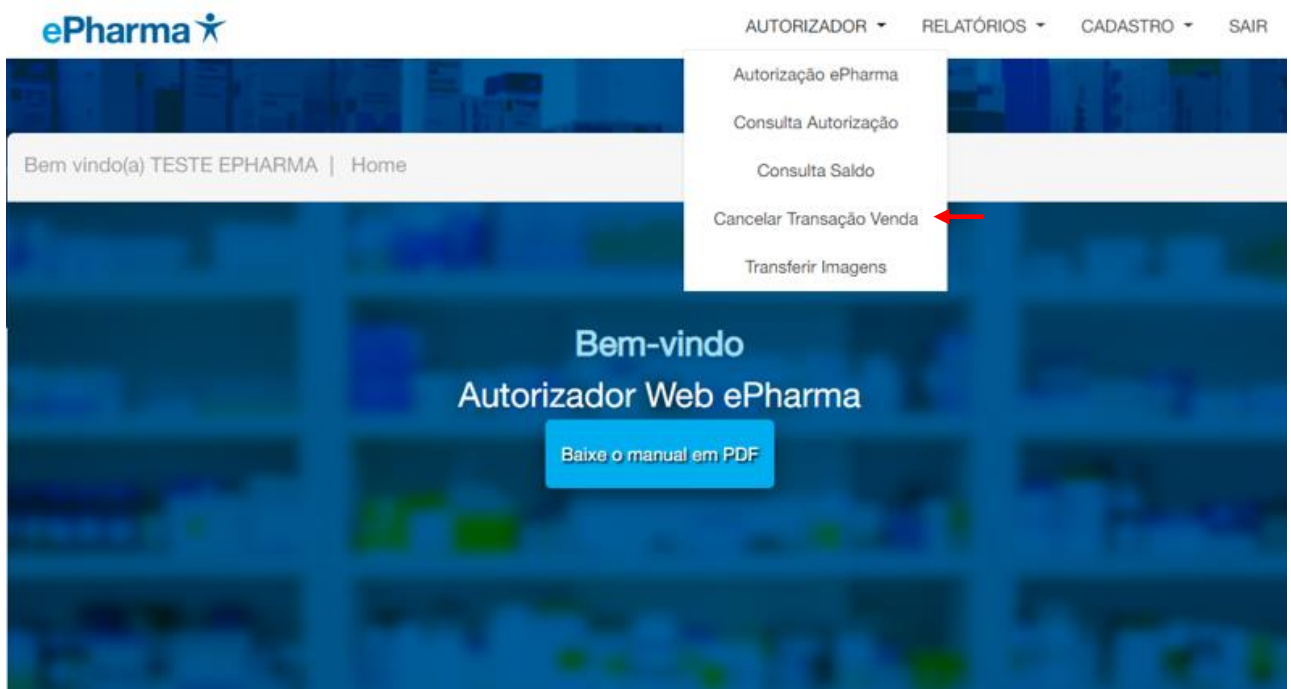 ePharma
AUTORIZADOR RELATÓRIOS CADASTRO SAIR
Autorização ePharma
Consulta Autorização
Consulta Saldo
Cancelar Transação Venda
Transferir Imagens
Bem vindo(a) TESTE EPHARMA | Home
Bem-vindo
Autorizador Web ePharma
Baixe o manual em PDF